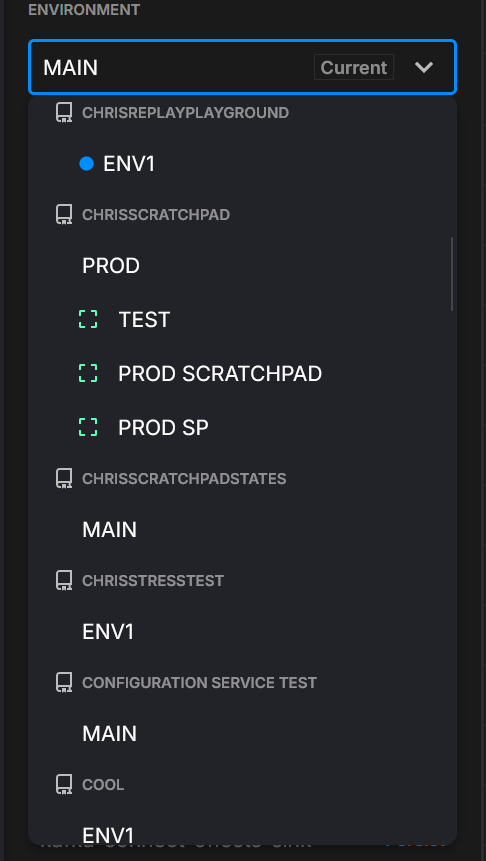 ENVIRONMENT
MAIN Current
CHRISREPLAYPLAYGROUND
ENV1
CHRISSCRATCHPAD
PROD
TEST
PROD SCRATCHPAD
PROD SP
CHRISSCRATCHPADSTATES
MAIN
CHRISSTRESSTEST
ENV1
CONFIGURATION SERVICE TEST
MAIN
COOL
ENV1